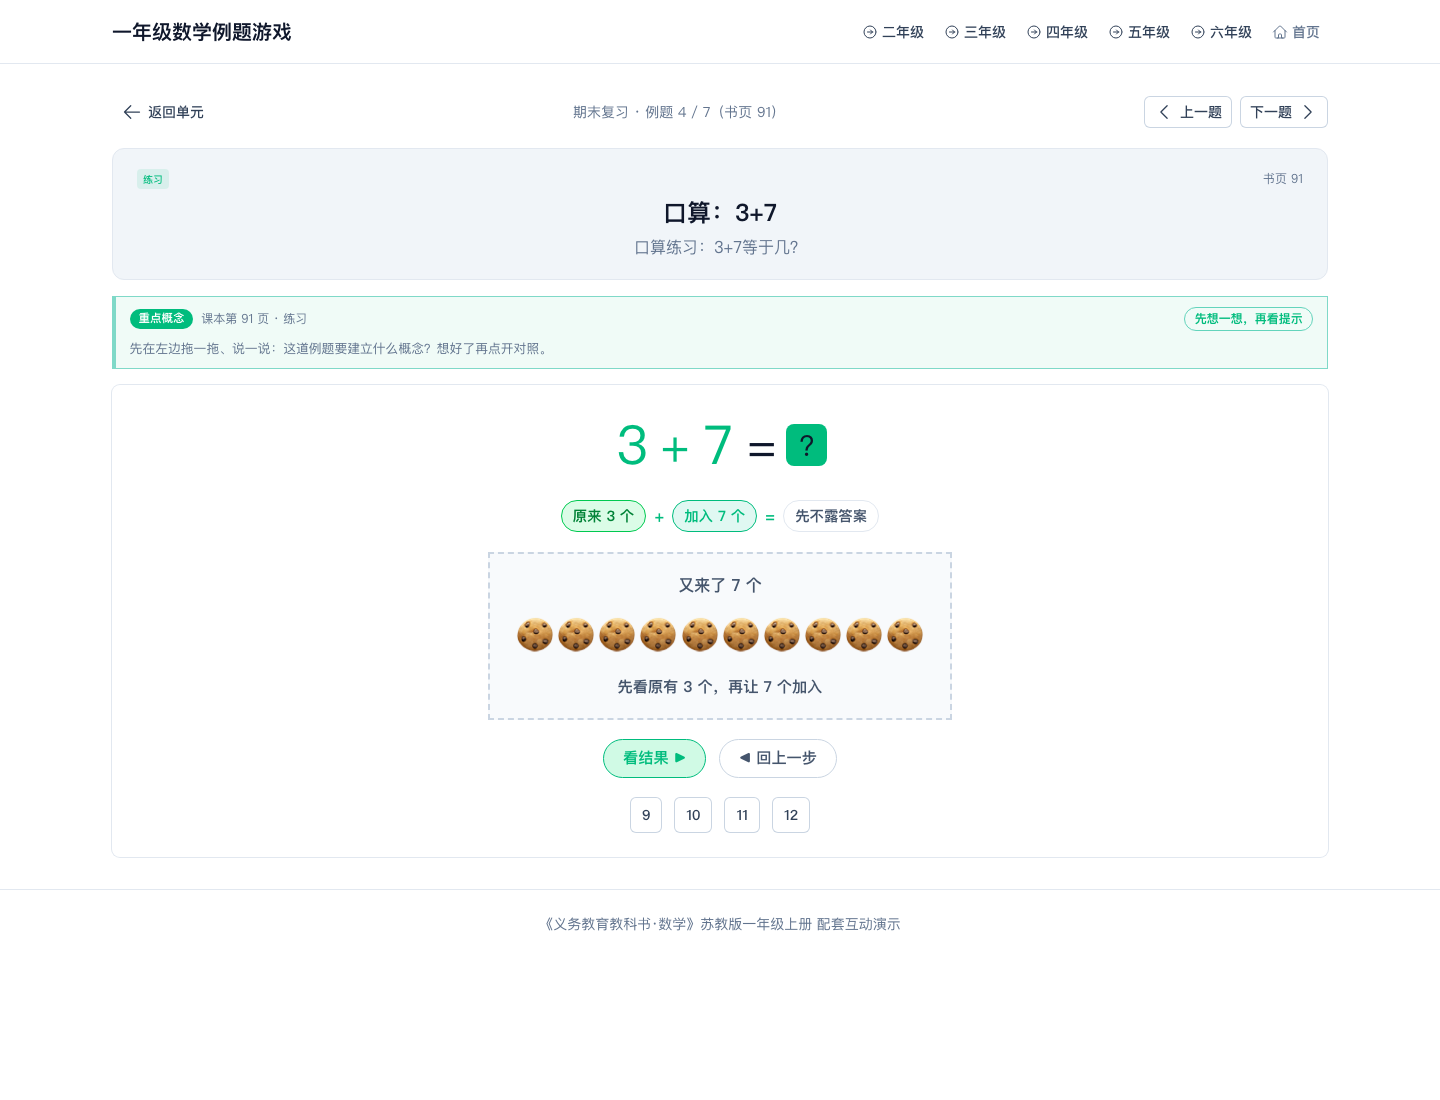 一年级数学例题游戏
二年级 三年级 四年级 五年级 六年级 首页
返回单元
期末复习 · 例题 4 / 7（书页 91）
上一题 下一题
练习
书页 91
口算：3+7
口算练习：3+7等于几？
重点概念 课本第 91 页 · 练习
先想一想，再看提示
先在左边拖一拖、说一说：这道例题要建立什么概念？想好了再点开对照。
3 + 7 = ?
原来 3 个 + 加入 7 个 = 先不露答案
又来了 7 个
先看原有 3 个，再让 7 个加入
看结果 ▶ ◀ 回上一步
9 10 11 12
《义务教育教科书·数学》苏教版一年级上册 配套互动演示